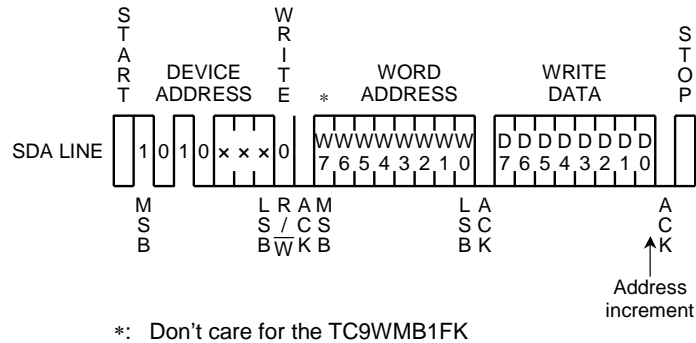 START
WRITE
STOP
DEVICE ADDRESS
*
WORD ADDRESS
WRITE DATA
SDA LINE
1 0 1 0 × × × 0
W7 W6 W5 W4 W3 W2 W1 W0
D7 D6 D5 D4 D3 D2 D1 D0
MSB
LSB
R/W
ACK
MSB
LSB
ACK
ACK
Address
increment
*: Don't care for the TC9WMB1FK